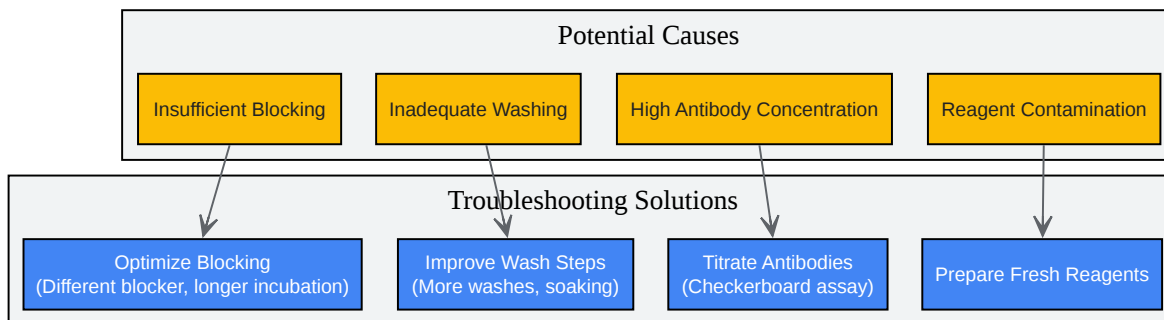 Potential Causes
Insufficient Blocking
Inadequate Washing
High Antibody Concentration
Reagent Contamination
Troubleshooting Solutions
Optimize Blocking
(Different blocker, longer incubation)
Improve Wash Steps
(More washes, soaking)
Titrate Antibodies
(Checkerboard assay)
Prepare Fresh Reagents